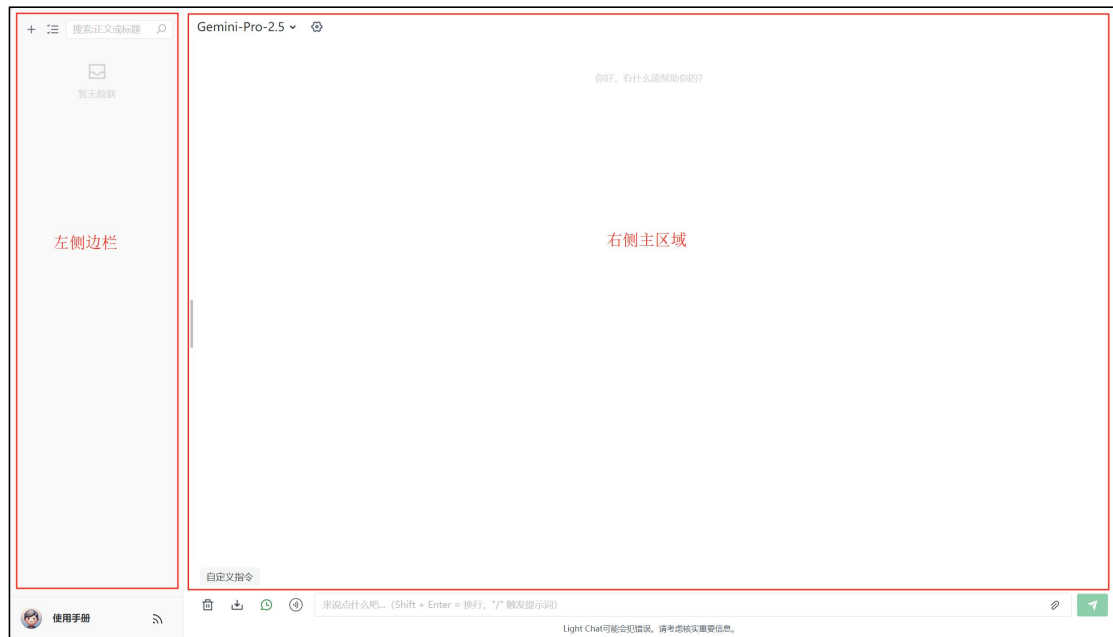 搜索:正文或标题
Gemini-Pro-2.5
你好，有什么能帮助你的?
暂无数据
左侧边栏
右侧主区域
自定义指令
使用手册
来说点什么吧... (Shift + Enter = 换行，"/" 触发提示词)
Light Chat可能会犯错误。请考虑核实重要信息。